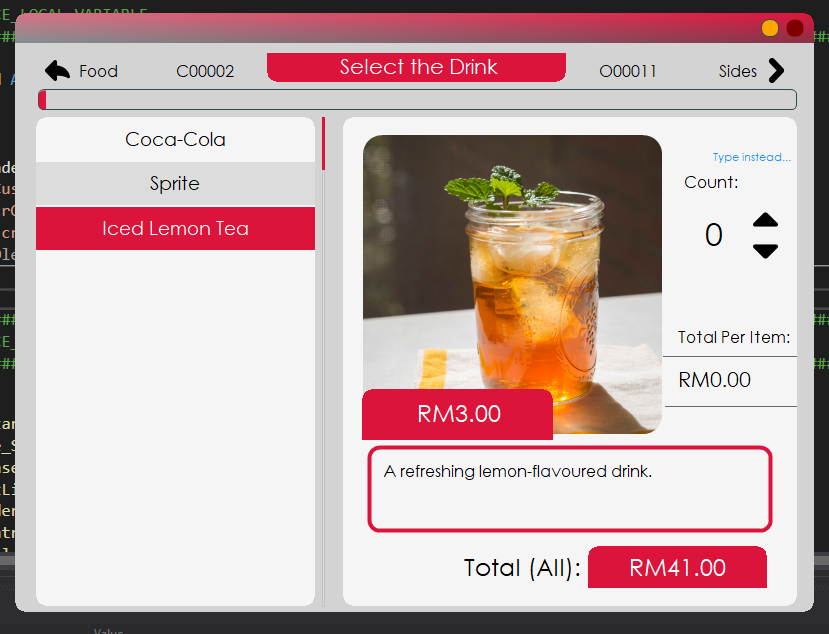 CE_LOCAL_VARIABLE
Food
C00002
Select the Drink
O00011
Sides
Coca-Cola
Sprite
Iced Lemon Tea
Type instead...
Count:
0
Total Per Item:
RM0.00
RM3.00
A refreshing lemon-flavoured drink.
Total (All):
RM41.00
Value